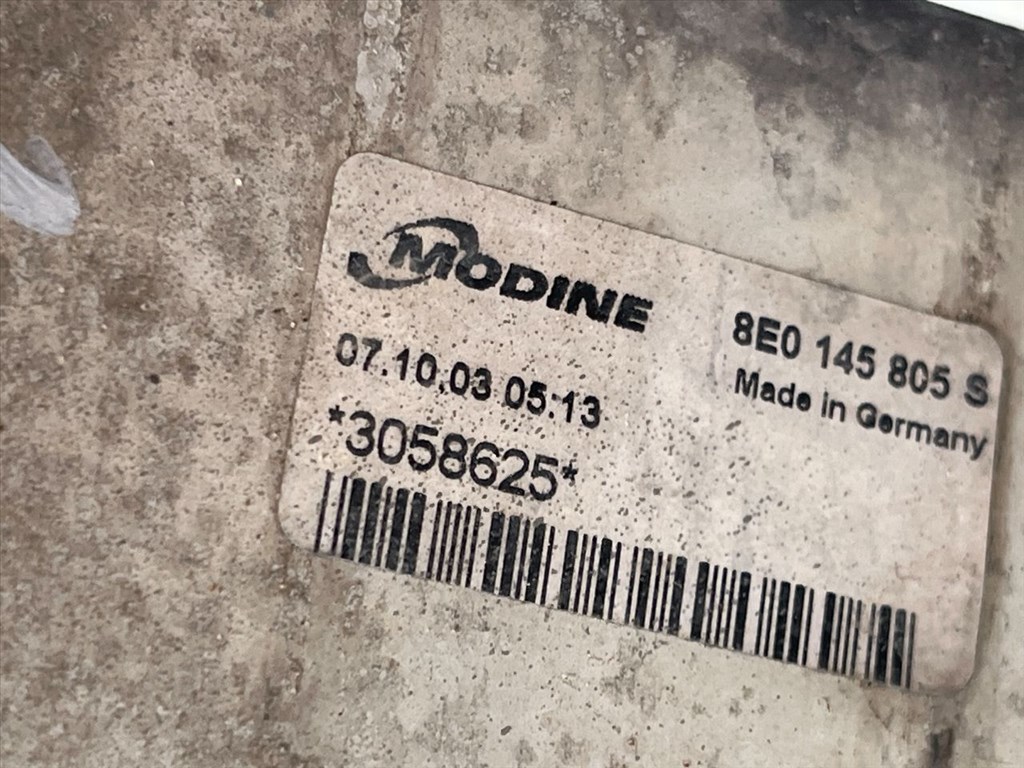 MODINE
8E0 145 805 S
Made in Germany
07.10.03 05:13
*3058625*